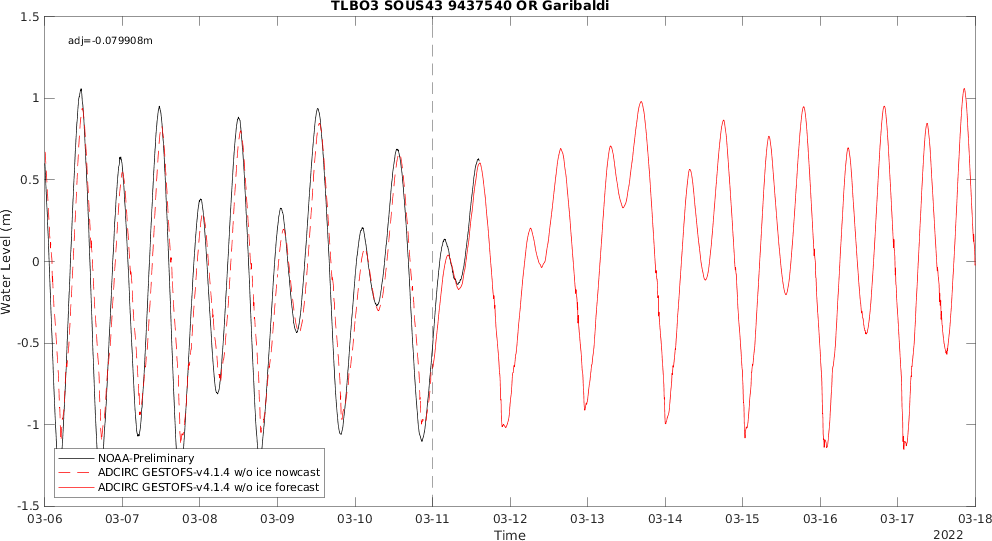 TLBO3 SOUS43 9437540 OR Garibaldi
adj=-0.079908m
1.5
1
0.5
0
-0.5
-1
-1.5
Water Level (m)
NOAA-Preliminary
ADCIRC GESTOFS-v4.1.4 w/o ice nowcast
ADCIRC GESTOFS-v4.1.4 w/o ice forecast
03-06 03-07 03-08 03-09 03-10 03-11 03-12 03-13 03-14 03-15 03-16 03-17 03-18
Time
2022